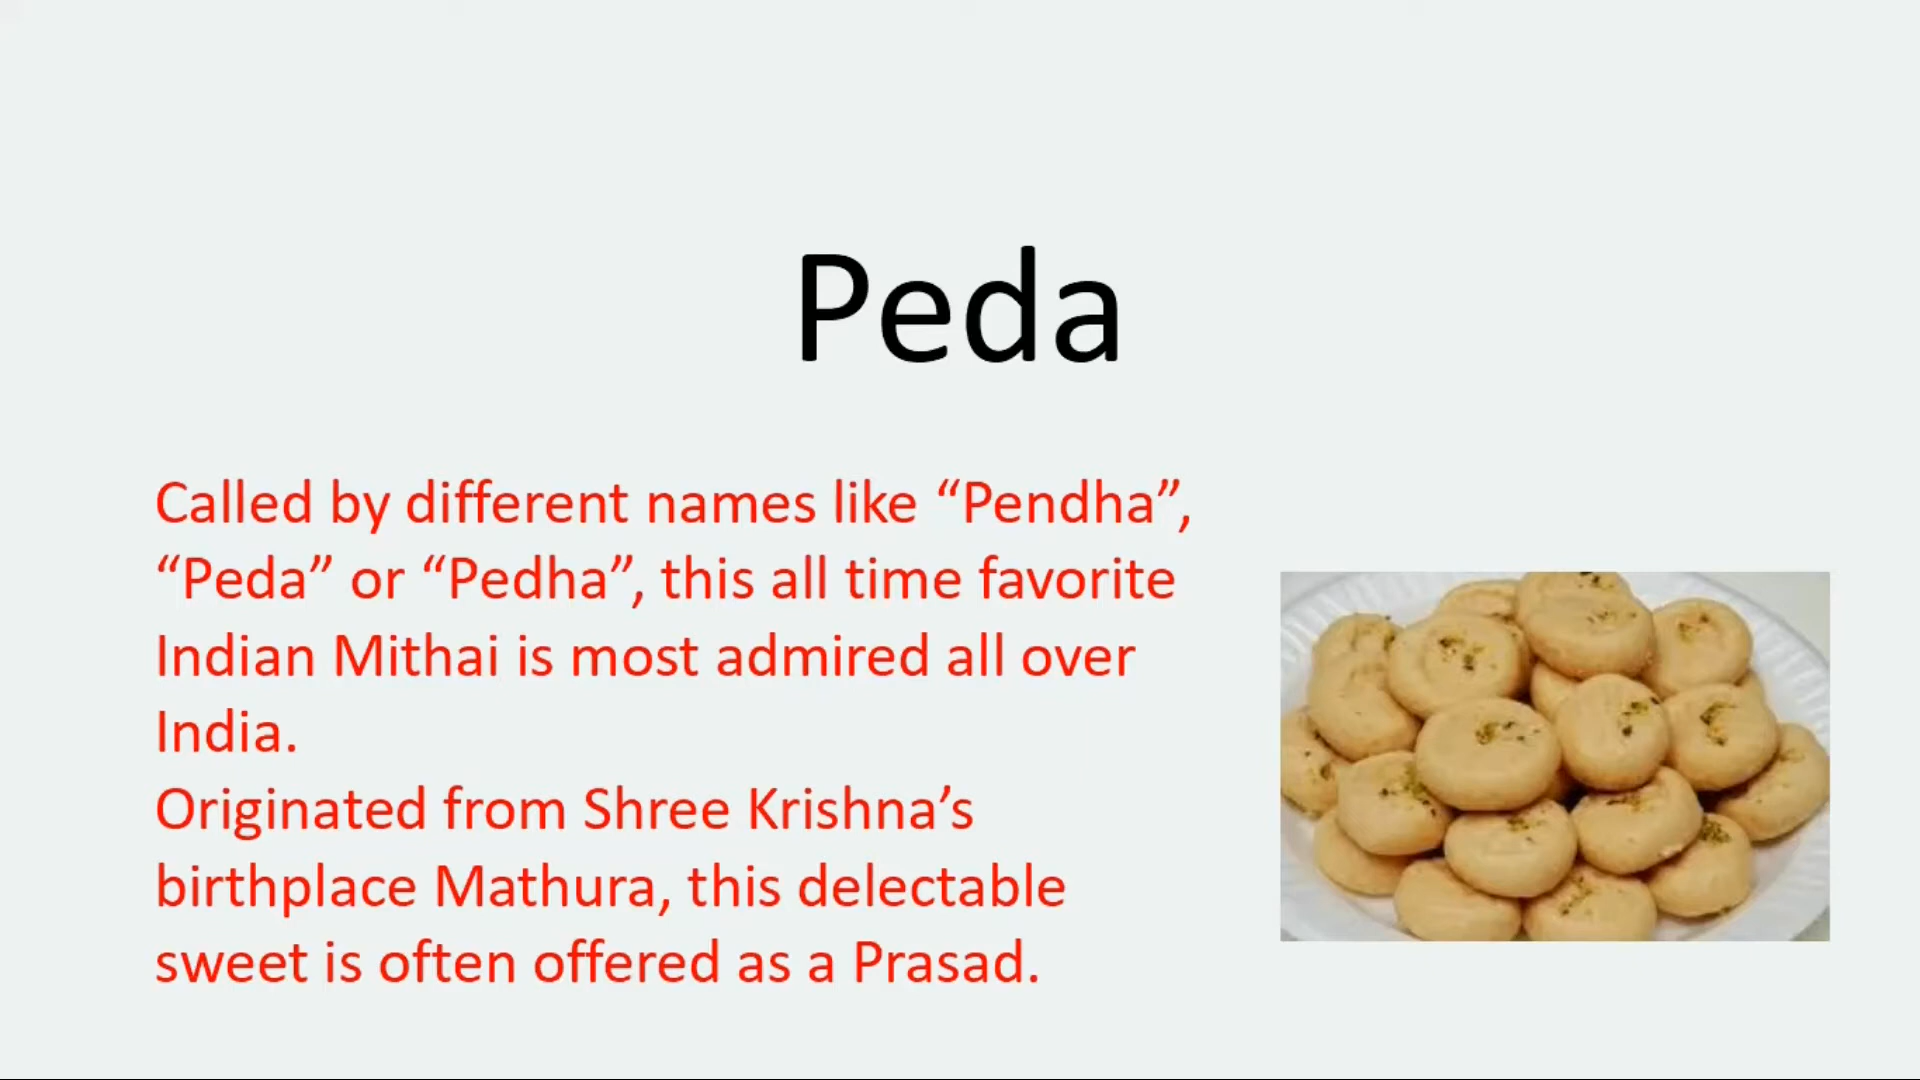 Peda
Called by different names like “Pendha”,
“Peda” or “Pedha”, this all time favorite
Indian Mithai is most admired all over
India.
Originated from Shree Krishna’s
birthplace Mathura, this delectable
sweet is often offered as a Prasad.